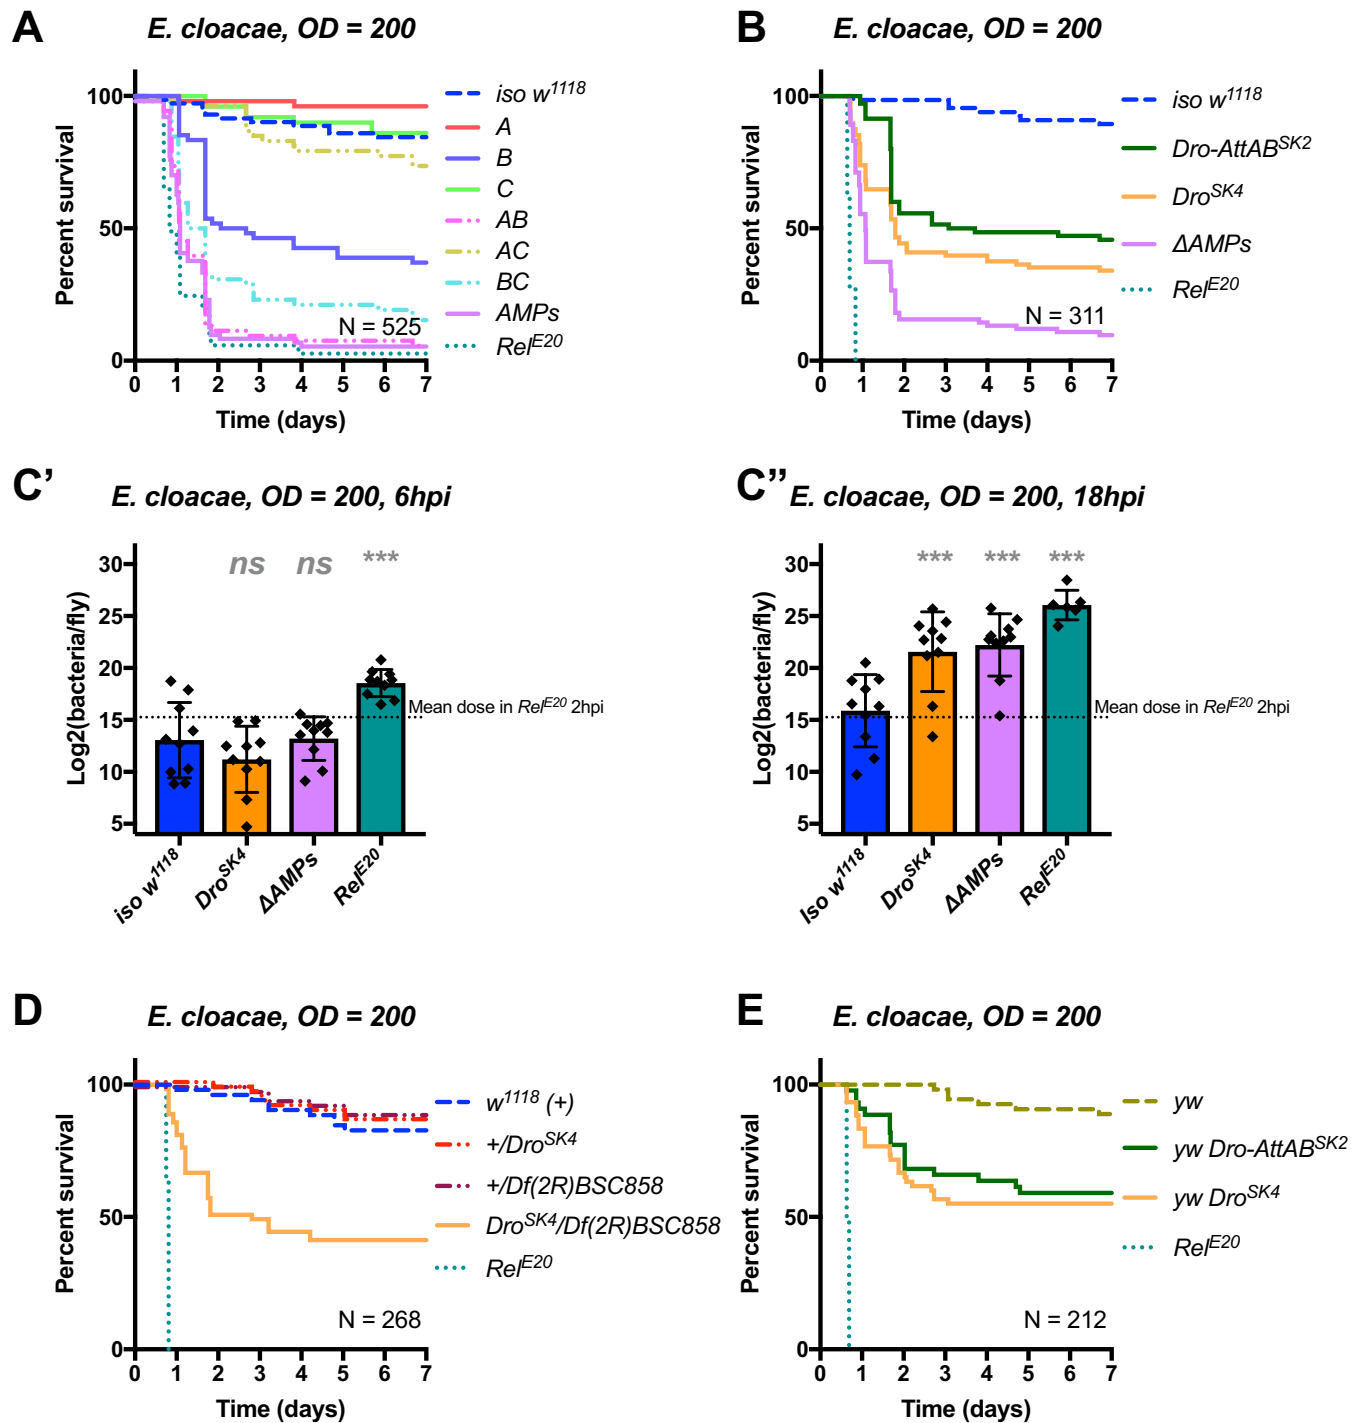 A
E. cloacae, OD = 200
Percent survival
100
50
0
0 1 2 3 4 5 6 7
Time (days)
N = 525
iso w1118
A
B
C
AB
AC
BC
AMPs
RelE20
B
E. cloacae, OD = 200
Percent survival
100
50
0
0 1 2 3 4 5 6 7
Time (days)
N = 311
iso w1118
Dro-AttABSK2
DroSK4
ΔAMPs
RelE20
C’
E. cloacae, OD = 200, 6hpi
Log2(bacteria/fly)
30
25
20
15
10
5
ns ns ***
Mean dose in RelE20 2hpi
iso w1118
DroSK4
ΔAMPs
RelE20
C”
E. cloacae, OD = 200, 18hpi
Log2(bacteria/fly)
30
25
20
15
10
5
*** *** ***
Mean dose in RelE20 2hpi
Iso w1118
DroSK4
ΔAMPs
RelE20
D
E. cloacae, OD = 200
Percent survival
100
50
0
0 1 2 3 4 5 6 7
Time (days)
N = 268
w1118 (+)
+/DroSK4
+/Df(2R)BSC858
DroSK4/Df(2R)BSC858
RelE20
E
E. cloacae, OD = 200
Percent survival
100
50
0
0 1 2 3 4 5 6 7
Time (days)
N = 212
yw
yw Dro-AttABSK2
yw DroSK4
RelE20